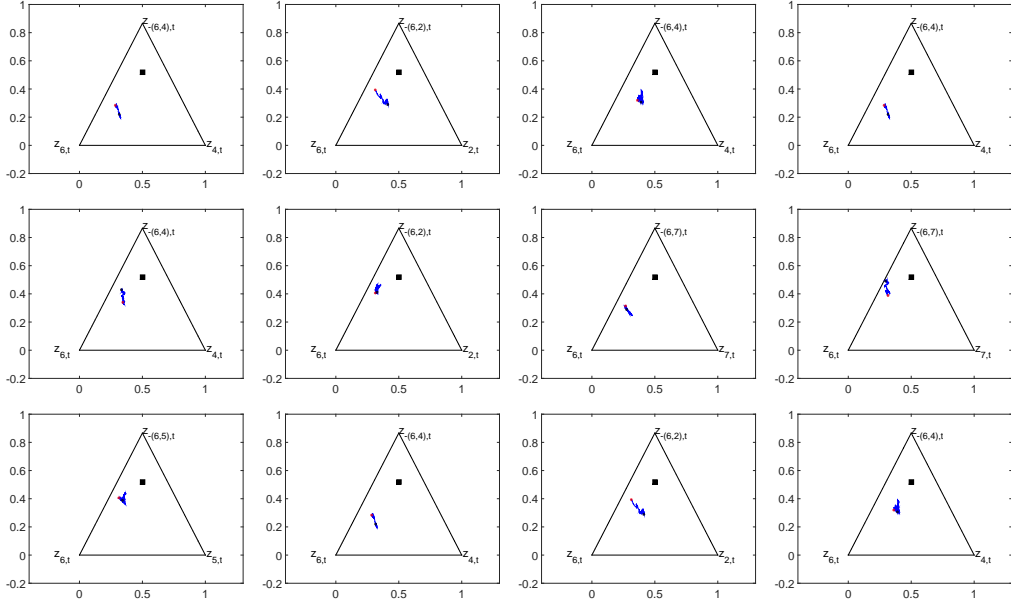 1 1 1 1
Z-(6,4),t Z-(6,2),t Z-(6,4),t Z-(6,4),t
0.8 0.8 0.8 0.8
0.6 0.6 0.6 0.6
0.4 0.4 0.4 0.4
0.2 0.2 0.2 0.2
0 z6,t z4,t 0 z6,t z2,t 0 z6,t z4,t 0 z6,t z4,t
-0.2 -0.2 -0.2 -0.2
0 0.5 1 0 0.5 1 0 0.5 1 0 0.5 1
1 1 1 1
Z-(6,4),t Z-(6,2),t Z-(6,7),t Z-(6,7),t
0.8 0.8 0.8 0.8
0.6 0.6 0.6 0.6
0.4 0.4 0.4 0.4
0.2 0.2 0.2 0.2
0 z6,t z4,t 0 z6,t z2,t 0 z6,t z7,t 0 z6,t z7,t
-0.2 -0.2 -0.2 -0.2
0 0.5 1 0 0.5 1 0 0.5 1 0 0.5 1
1 1 1 1
Z-(6,5),t Z-(6,4),t Z-(6,2),t Z-(6,4),t
0.8 0.8 0.8 0.8
0.6 0.6 0.6 0.6
0.4 0.4 0.4 0.4
0.2 0.2 0.2 0.2
0 z6,t z5,t 0 z6,t z4,t 0 z6,t z2,t 0 z6,t z4,t
-0.2 -0.2 -0.2 -0.2
0 0.5 1 0 0.5 1 0 0.5 1 0 0.5 1